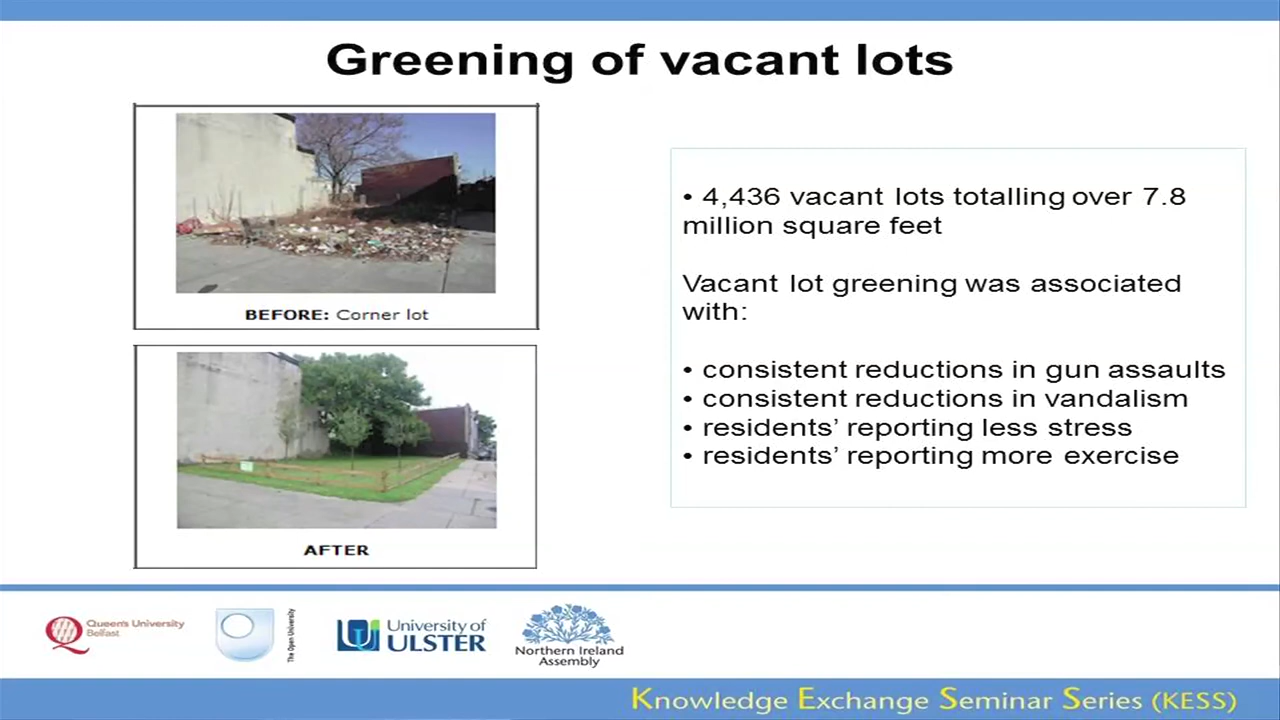 Greening of vacant lots
BEFORE: Corner lot
AFTER
• 4,436 vacant lots totalling over 7.8
million square feet
Vacant lot greening was associated
with:
• consistent reductions in gun assaults
• consistent reductions in vandalism
• residents’ reporting less stress
• residents’ reporting more exercise
Queen's University
Belfast
The Open University
University of
ULSTER
Northern Ireland
Assembly
Knowledge Exchange Seminar Series (KESS)